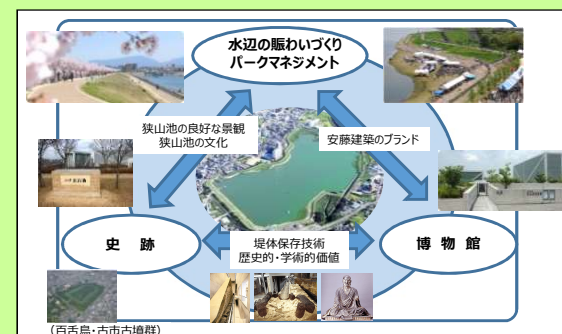 水辺の賑わいづくり
パークマネジメント
狭山池の良好な景観
狭山池の文化
安藤建築のブランド
史 跡
堤体保存技術
歴史的・学術的価値
博 物 館
(百舌鳥・古市古墳群)